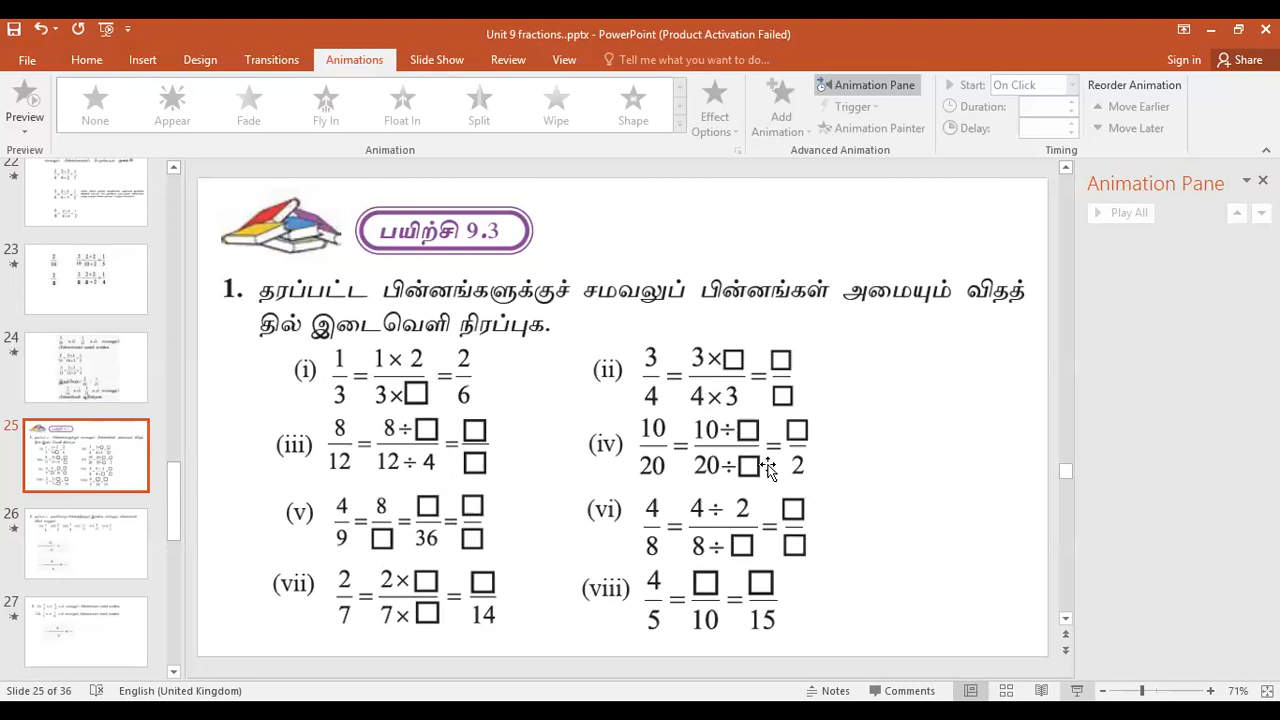 Unit 9 fractions..pptx - PowerPoint (Product Activation Failed)
File Home Insert Design Transitions Animations Slide Show Review View Tell me what you want to do... Sign in Share
Preview None Appear Fade Fly In Float In Split Wipe Shape Effect Options Add Animation Animation Pane Trigger Animation Painter Start: On Click Duration: Delay: Reorder Animation Move Earlier Move Later
Preview Animation Advanced Animation Timing
22
23
24
25
26
27
பயிற்சி 9.3
1. தரப்பட்ட பின்னங்களுக்குச் சமவலுப் பின்னங்கள் அமையும் விதத்
தில் இடைவெளி நிரப்புக.
(i) 1/3 = (1 × 2)/(3 × □) = 2/6 (ii) 3/4 = (3 × □)/(4 × 3) = □/□
(iii) 8/12 = (8 ÷ □)/(12 ÷ 4) = □/□ (iv) 10/20 = (10 ÷ □)/(20 ÷ □) = □/2
(v) 4/9 = 8/□ = □/36 = □/□ (vi) 4/8 = (4 ÷ 2)/(8 ÷ □) = □/□
(vii) 2/7 = (2 × □)/(7 × □) = □/14 (viii) 4/5 = □/10 = □/15
Animation Pane
Play All
Slide 25 of 36 English (United Kingdom) Notes Comments 71%